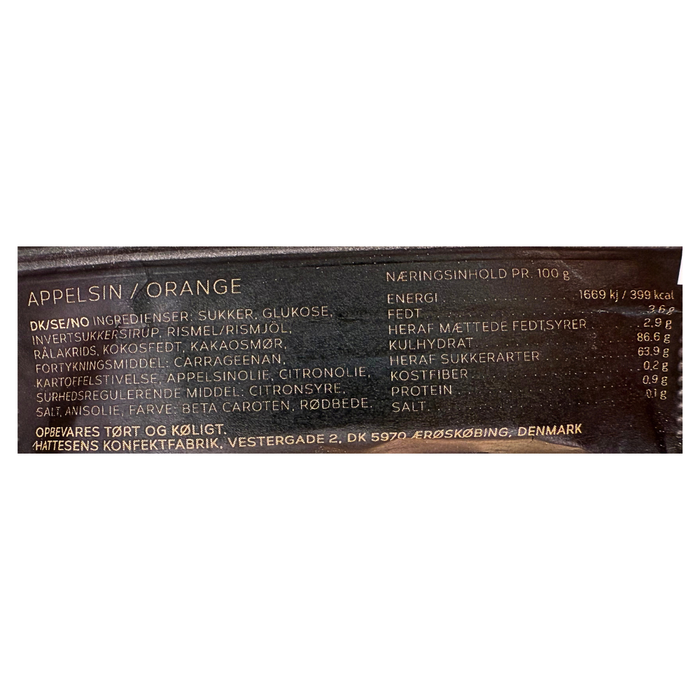 APPELSIN / ORANGE
DK/SE/NO INGREDIENSER: SUKKER, GLUKOSE,
INVERTSUKKERSIRUP, RISMEL/RISMJÖL,
RÅLAKRIDS, KOKOSFEDT, KAKAOSMØR,
FORTYKNINGSMIDDEL: CARRAGEENAN,
KARTOFFELSTIVELSE, APPELSINOLIE, CITRONOLIE,
SURHEDSREGULERENDE MIDDEL: CITRONSYRE,
SALT, ANISOLIE, FARVE: BETA CAROTEN, RØDBEDE.
OPBEVARES TØRT OG KØLIGT.
HATTESENS KONFEKTFABRIK, VESTERGADE 2, DK 5970 ÆRØSKØBING, DENMARK
NÆRINGSINHOLD PR. 100 g
ENERGI 1669 kj / 399 kcal
FEDT 3.6 g
HERAF MÆTTEDE FEDTSYRER 2.9 g
KULHYDRAT 86.6 g
HERAF SUKKERARTER 63.9 g
KOSTFIBER 0.2 g
PROTEIN 0.9 g
SALT 0.1 g